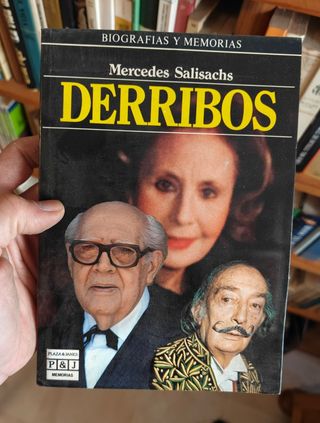 BIOGRAFIAS Y MEMORIAS
Mercedes Salisachs
DERRIBOS
PLAZA & JANES
P&J
MEMORIAS